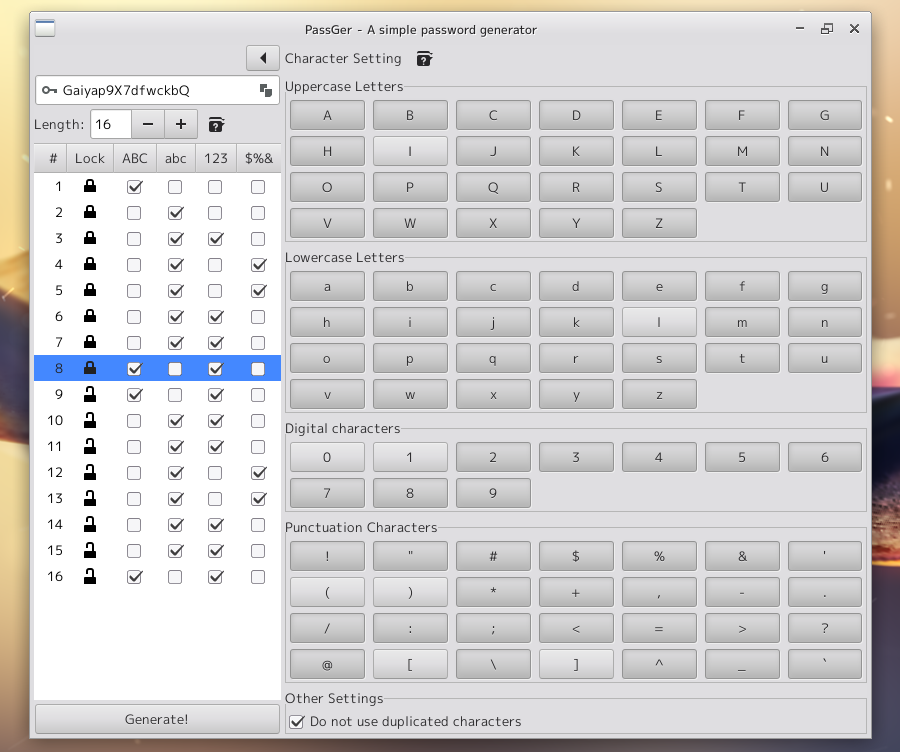 PassGer - A simple password generator
Character Setting
Gaiyap9X7dfwckbQ
Length: 16
# Lock ABC abc 123 $%&
1
2
3
4
5
6
7
8
9
10
11
12
13
14
15
16
Generate!
Uppercase Letters
A B C D E F G
H I J K L M N
O P Q R S T U
V W X Y Z
Lowercase Letters
a b c d e f g
h i j k l m n
o p q r s t u
v w x y z
Digital characters
0 1 2 3 4 5 6
7 8 9
Punctuation Characters
! " # $ % & '
( ) * + , - .
/ : ; < = > ?
@ [ \ ] ^ _ `
Other Settings
Do not use duplicated characters